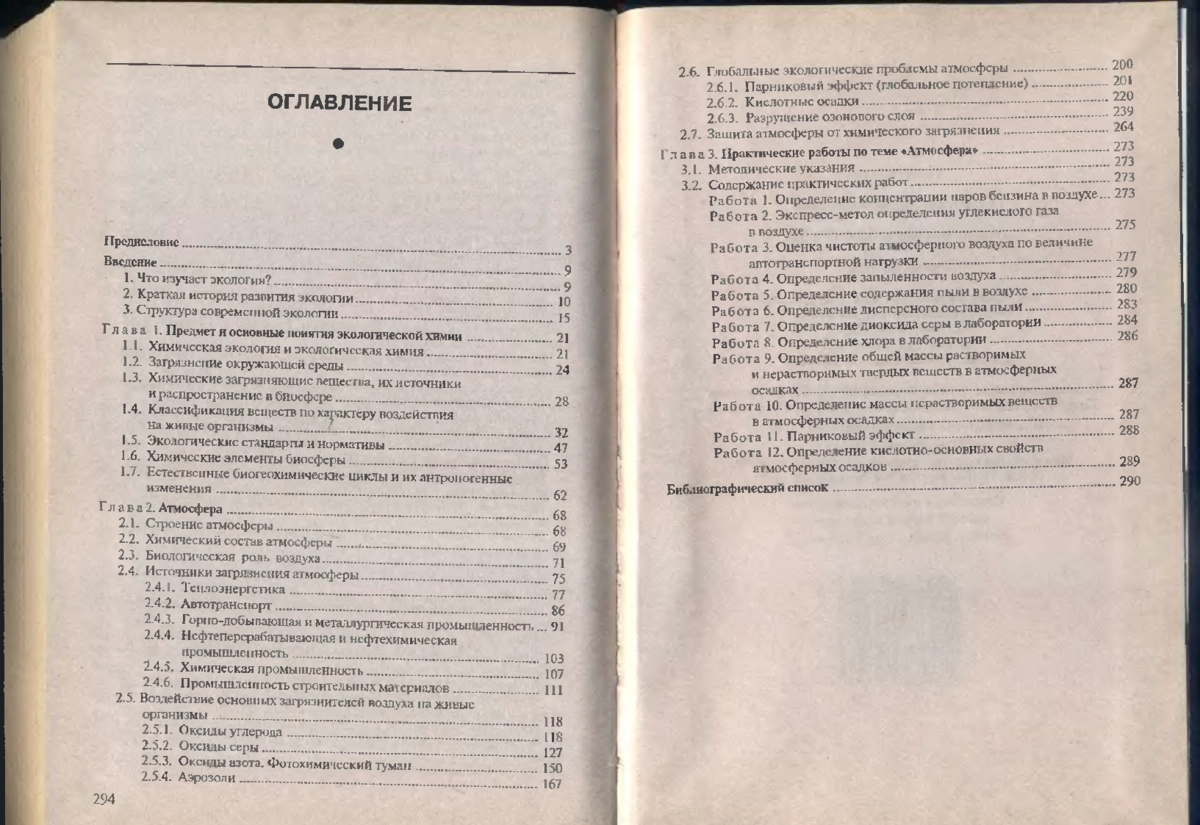 ОГЛАВЛЕНИЕ
Предисловие ... 3
Введение ... 9
1. Что изучает экология? ... 9
2. Краткая история развития экологии ... 10
3. Структура современной экологии ... 15
Глава 1. Предмет и основные понятия экологической химии ... 21
1.1. Химическая экология и экологическая химия ... 21
1.2. Загрязнение окружающей среды ... 24
1.3. Химические загрязняющие вещества, их источники
и распространение в биосфере ... 28
1.4. Классификация веществ по характеру воздействия
на живые организмы ... 32
1.5. Экологические стандарты и нормативы ... 47
1.6. Химические элементы биосферы ... 53
1.7. Естественные биогеохимические циклы и их антропогенные
изменения ... 62
Глава 2. Атмосфера ... 68
2.1. Строение атмосферы ... 68
2.2. Химический состав атмосферы ... 69
2.3. Биологическая роль воздуха ... 71
2.4. Источники загрязнения атмосферы ... 75
2.4.1. Теплоэнергетика ... 77
2.4.2. Автотранспорт ... 86
2.4.3. Горно-добывающая и металлургическая промышленность ... 91
2.4.4. Нефтеперерабатывающая и нефтехимическая
промышленность ... 103
2.4.5. Химическая промышленность ... 107
2.4.6. Промышленность строительных материалов ... 111
2.5. Воздействие основных загрязнителей воздуха на живые
организмы ... 118
2.5.1. Оксиды углерода ... 118
2.5.2. Оксиды серы ... 127
2.5.3. Оксиды азота. Фотохимический туман ... 150
2.5.4. Аэрозоли ... 167
294
2.6. Глобальные экологические проблемы атмосферы ... 200
2.6.1. Парниковый эффект (глобальное потепление) ... 201
2.6.2. Кислотные осадки ... 220
2.6.3. Разрушение озонового слоя ... 239
2.7. Защита атмосферы от химического загрязнения ... 264
Глава 3. Практические работы по теме «Атмосфера» ... 273
3.1. Методические указания ... 273
3.2. Содержание практических работ ... 273
Работа 1. Определение концентрации паров бензина в воздухе ... 273
Работа 2. Экспресс-метод определения углекислого газа
в воздухе ... 275
Работа 3. Оценка чистоты атмосферного воздуха по величине
автотранспортной нагрузки ... 277
Работа 4. Определение запыленности воздуха ... 279
Работа 5. Определение содержания пыли в воздухе ... 280
Работа 6. Определение дисперсного состава пыли ... 283
Работа 7. Определение диоксида серы в лаборатории ... 284
Работа 8. Определение хлора в лаборатории ... 286
Работа 9. Определение общей массы растворимых
и нерастворимых твердых веществ в атмосферных
осадках ... 287
Работа 10. Определение массы нерастворимых веществ
в атмосферных осадках ... 287
Работа 11. Парниковый эффект ... 288
Работа 12. Определение кислотно-основных свойств
атмосферных осадков ... 289
Библиографический список ... 290